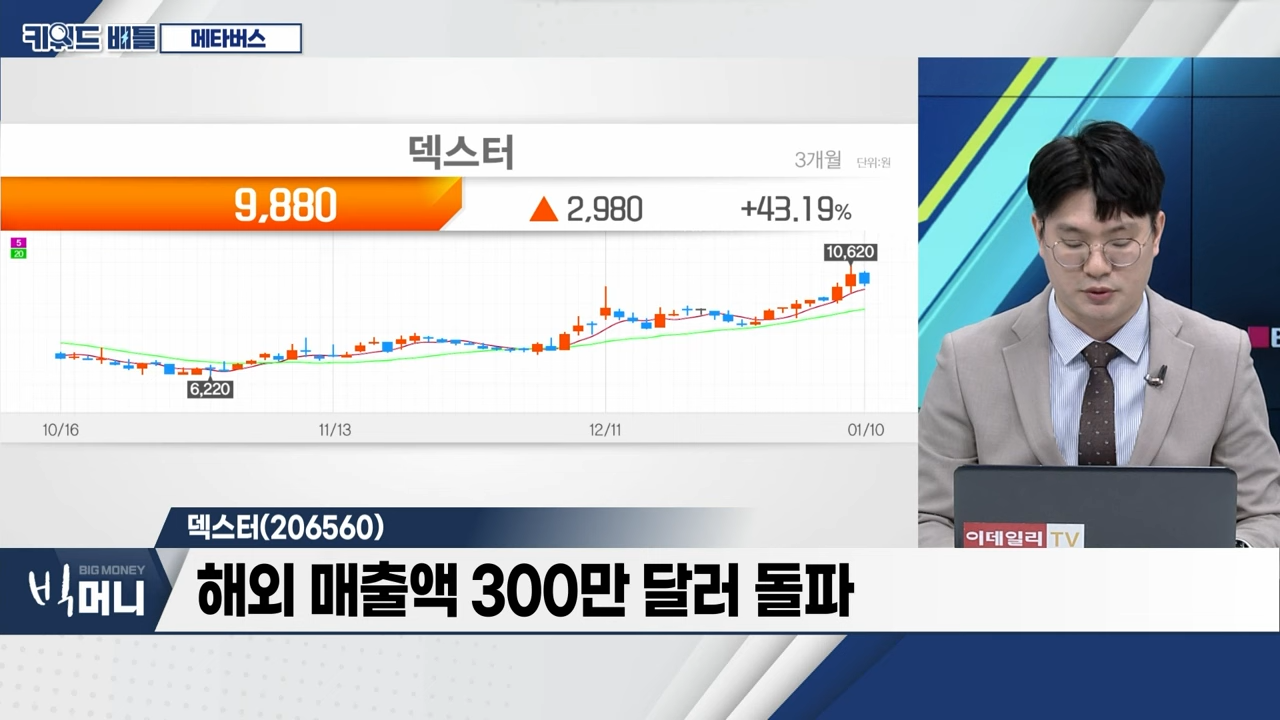 키워드 배틀
메타버스
덱스터
3개월 단위:원
9,880 ▲ 2,980 +43.19%
5
20
10,620
6,220
10/16 11/13 12/11 01/10
덱스터(206560)
BIG MONEY
빅머니
해외 매출액 300만 달러 돌파
이데일리TV